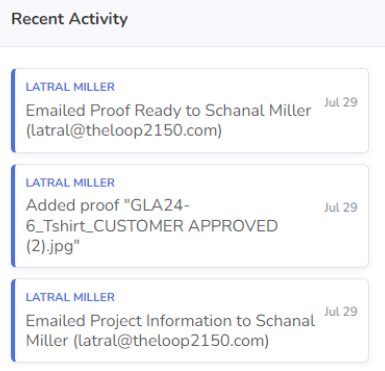 Recent Activity
LATRAL MILLER
Jul 29
Emailed Proof Ready to Schanal Miller
(latral@theloop2150.com)
LATRAL MILLER
Jul 29
Added proof "GLA24-
6_Tshirt_CUSTOMER APPROVED
(2).jpg"
LATRAL MILLER
Jul 29
Emailed Project Information to Schanal
Miller (latral@theloop2150.com)